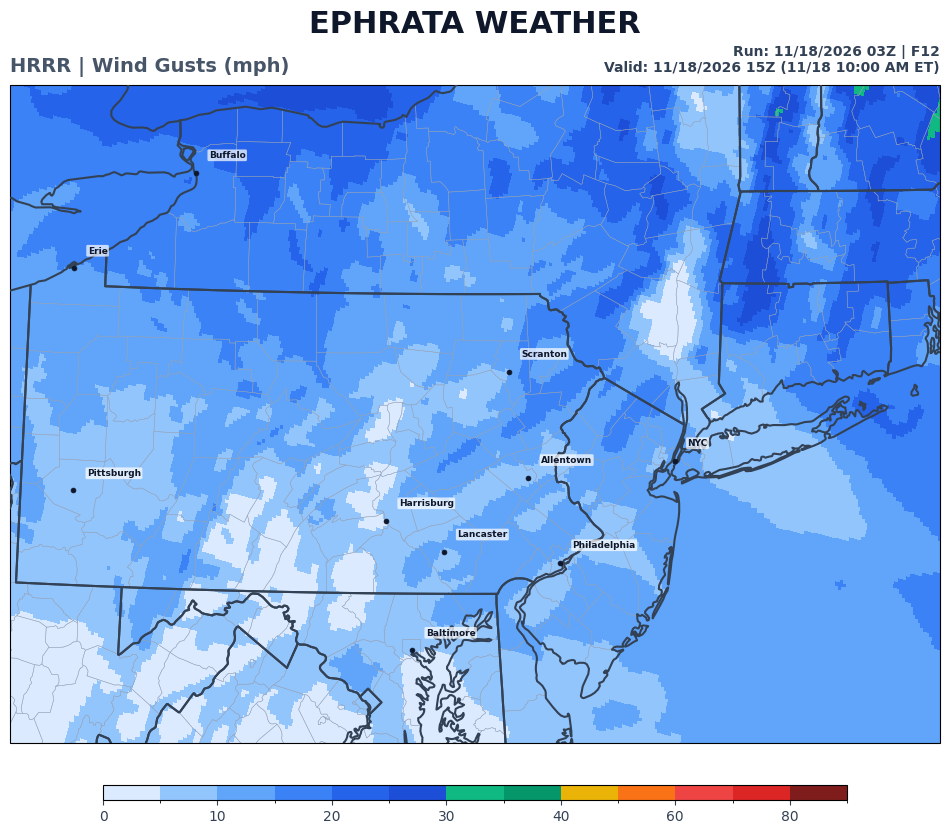 EPHRATA WEATHER
HRRR | Wind Gusts (mph)
Run: 11/18/2026 03Z | F12
Valid: 11/18/2026 15Z (11/18 10:00 AM ET)
Buffalo
Erie
Scranton
NYC
Allentown
Pittsburgh
Harrisburg
Lancaster
Philadelphia
Baltimore
0 10 20 30 40 50 60 70 80